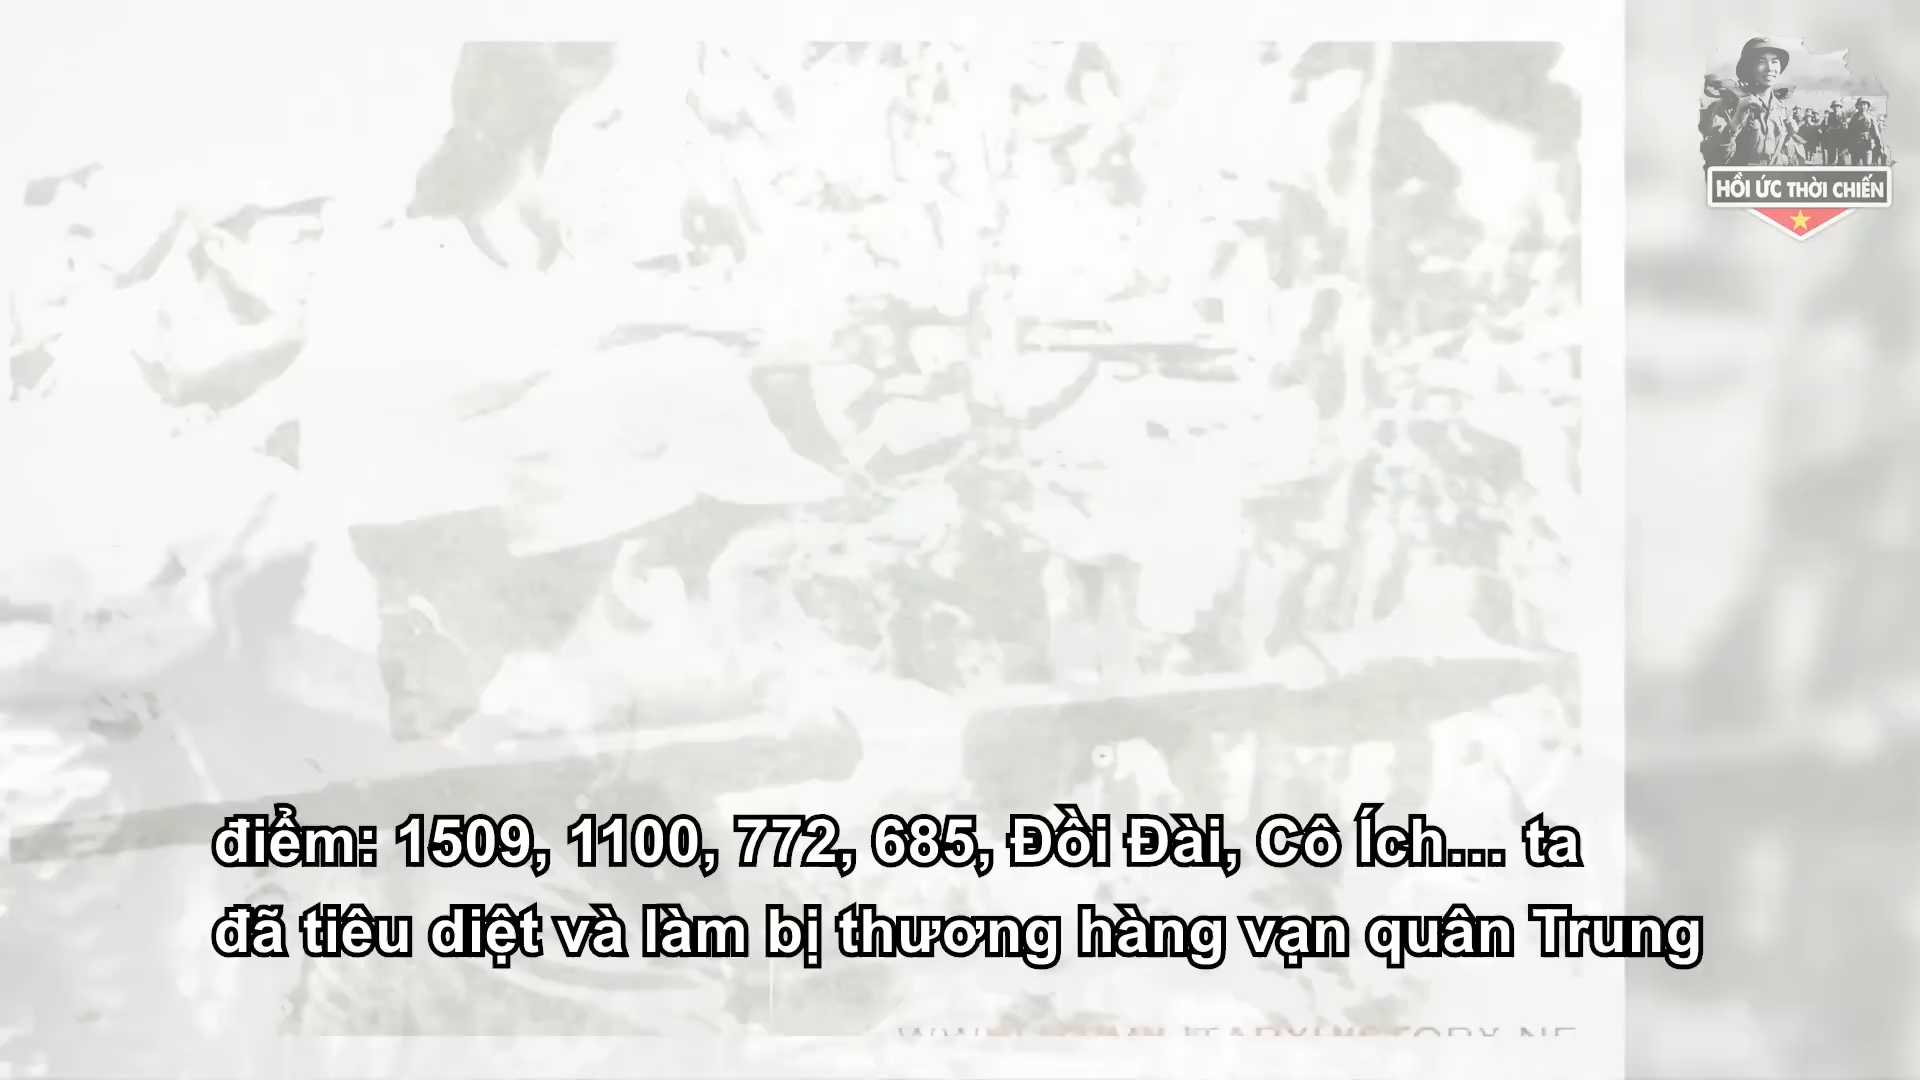 HỒI ỨC THỜI CHIẾN
điểm: 1509, 1100, 772, 685, Đồi Đài, Cô Ích... ta
đã tiêu diệt và làm bị thương hàng vạn quân Trung